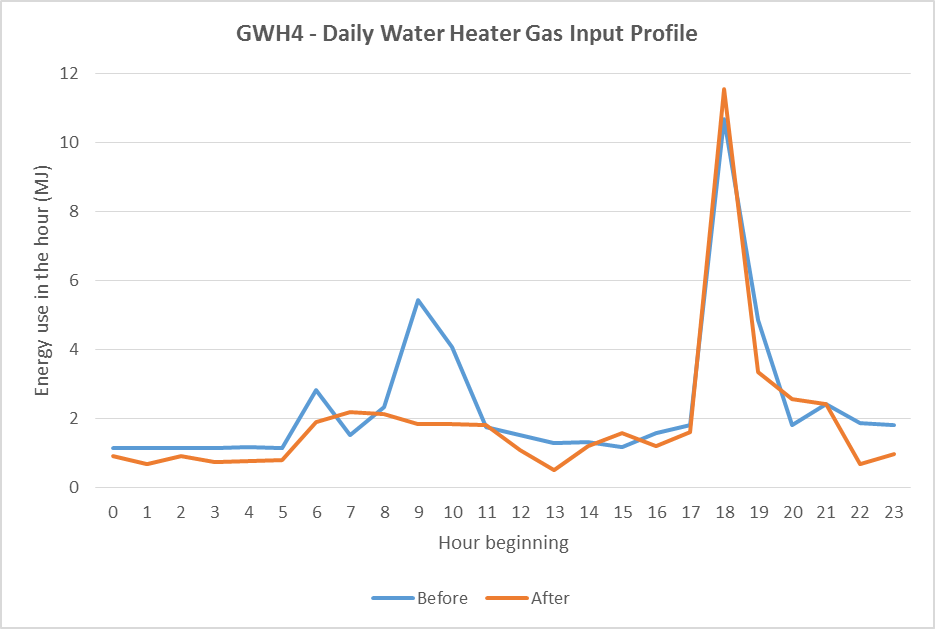 GWH4 - Daily Water Heater Gas Input Profile
Energy use in the hour (MJ)
12
10
8
6
4
2
0
0 1 2 3 4 5 6 7 8 9 10 11 12 13 14 15 16 17 18 19 20 21 22 23
Hour beginning
Before After